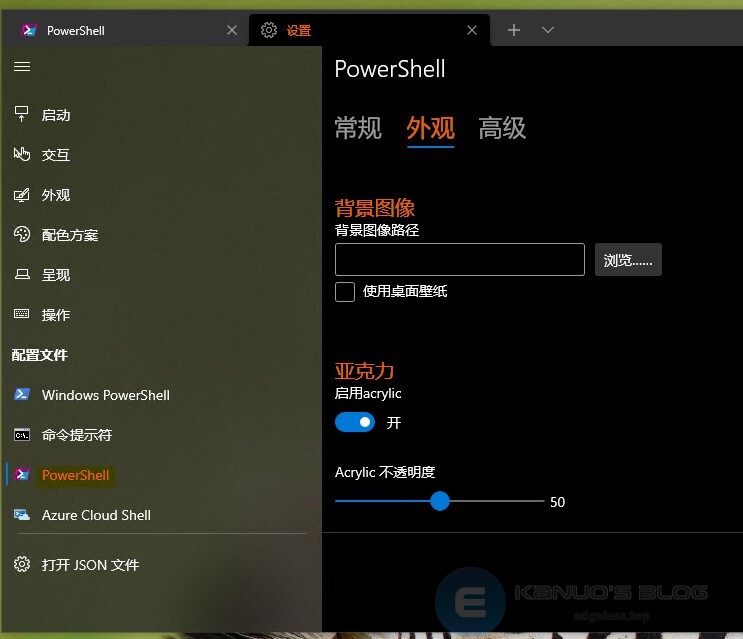 PowerShell
设置
PowerShell
启动
交互
外观
配色方案
呈现
操作
配置文件
Windows PowerShell
命令提示符
PowerShell
Azure Cloud Shell
打开 JSON 文件
常规 外观 高级
背景图像
背景图像路径
浏览......
使用桌面壁纸
亚克力
启用acrylic
开
Acrylic 不透明度
50
KANUO'S BLOG
edgeless.top